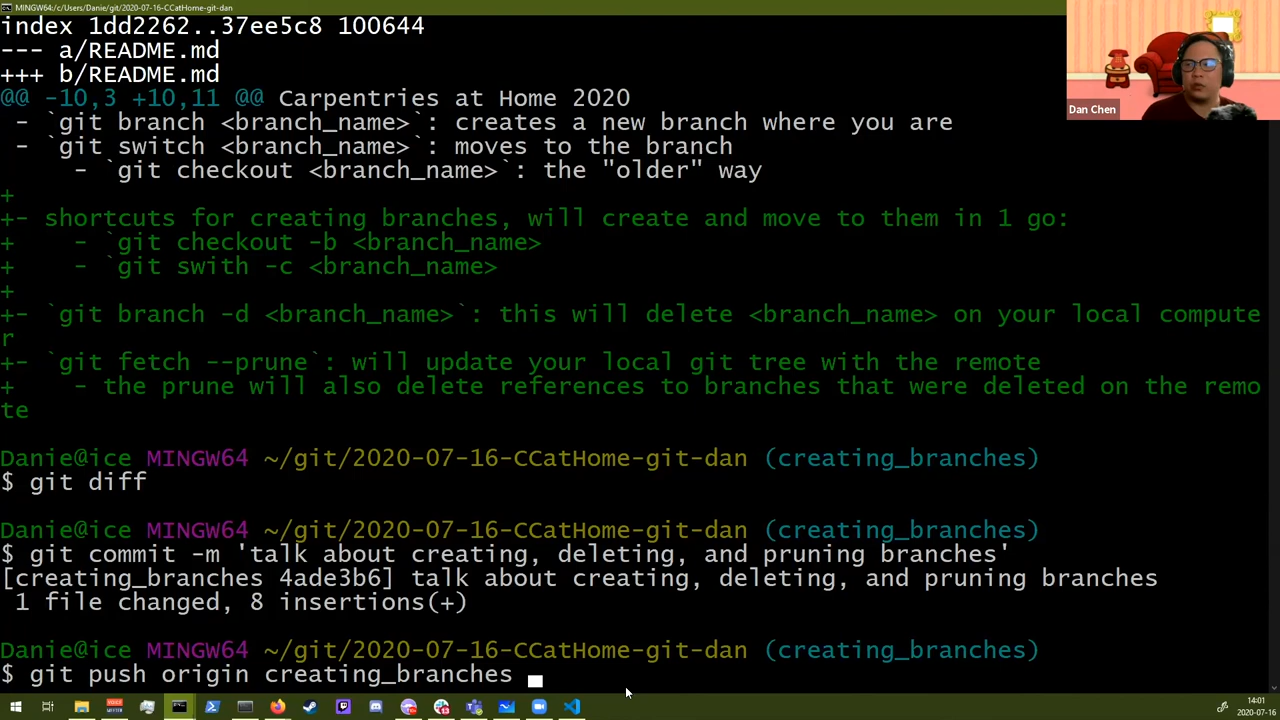 MINGW64:/c/Users/Danie/git/2020-07-16-CCatHome-git-dan
index 1dd2262..37ee5c8 100644
--- a/README.md
+++ b/README.md
@@ -10,3 +10,11 @@ Carpentries at Home 2020
 - `git branch <branch_name>`: creates a new branch where you are
 - `git switch <branch_name>`: moves to the branch
     - `git checkout <branch_name>`: the "older" way
+
+- shortcuts for creating branches, will create and move to them in 1 go:
+    - `git checkout -b <branch_name>
+    - `git swith -c <branch_name>
+
+- `git branch -d <branch_name>`: this will delete <branch_name> on your local compute
r
+- `git fetch --prune`: will update your local git tree with the remote
+    - the prune will also delete references to branches that were deleted on the remo
te
Danie@ice MINGW64 ~/git/2020-07-16-CCatHome-git-dan (creating_branches)
$ git diff
Danie@ice MINGW64 ~/git/2020-07-16-CCatHome-git-dan (creating_branches)
$ git commit -m 'talk about creating, deleting, and pruning branches'
[creating_branches 4ade3b6] talk about creating, deleting, and pruning branches
 1 file changed, 8 insertions(+)
Danie@ice MINGW64 ~/git/2020-07-16-CCatHome-git-dan (creating_branches)
$ git push origin creating_branches
Dan Chen
14:01
2020-07-16